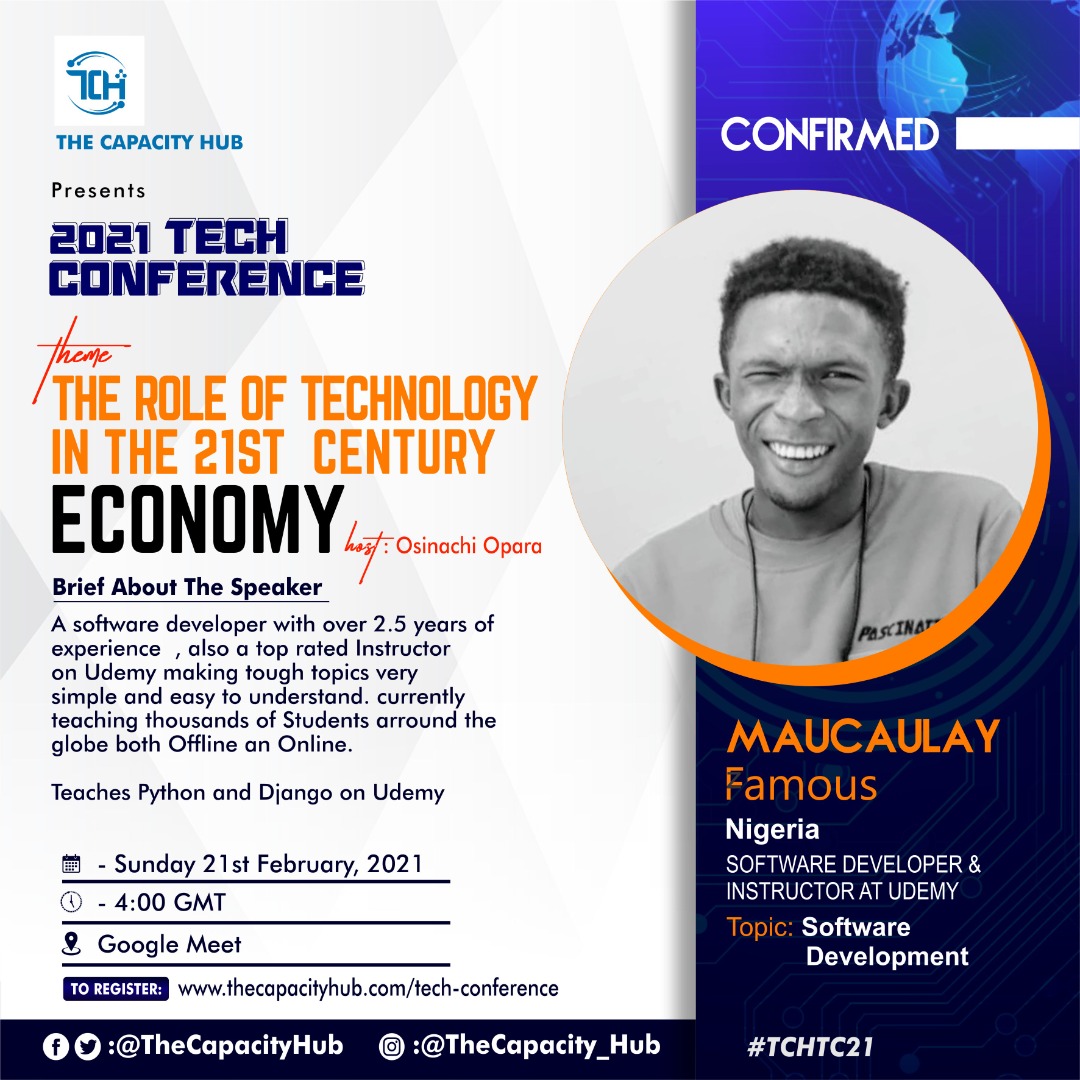 TCH
THE CAPACITY HUB
Presents
2021 TECH
CONFERENCE
theme
THE ROLE OF TECHNOLOGY
IN THE 21ST CENTURY
ECONOMY
host: Osinachi Opara
Brief About The Speaker
A software developer with over 2.5 years of
experience , also a top rated Instructor
on Udemy making tough topics very
simple and easy to understand. currently
teaching thousands of Students arround the
globe both Offline an Online.
Teaches Python and Django on Udemy
- Sunday 21st February, 2021
- 4:00 GMT
Google Meet
TO REGISTER: www.thecapacityhub.com/tech-conference
:@TheCapacityHub :@TheCapacity_Hub
CONFIRMED
MAUCAULAY
Famous
Nigeria
SOFTWARE DEVELOPER &
INSTRUCTOR AT UDEMY
Topic: Software
Development
#TCHTC21